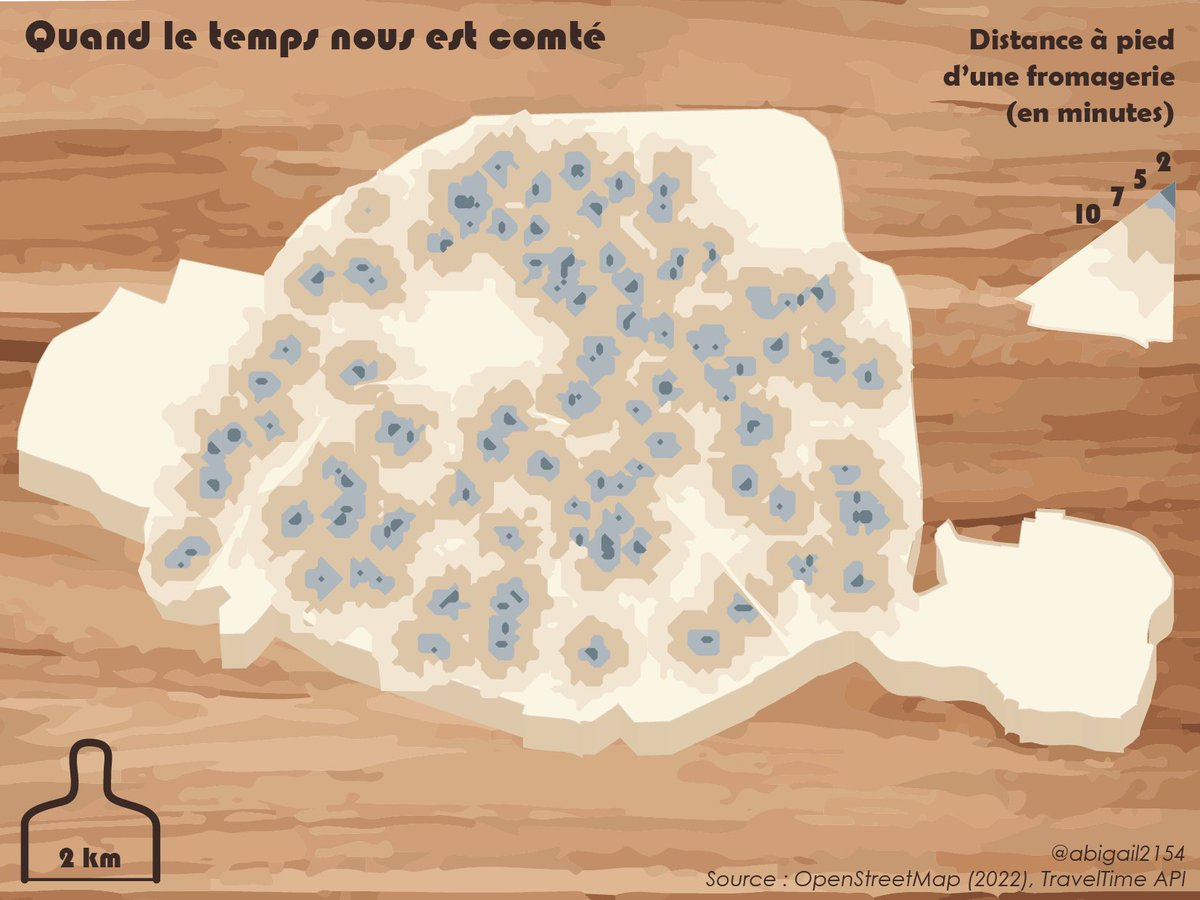 Quand le temps nous est comté
Distance à pied
d’une fromagerie
(en minutes)
2
5
7
10
2 km
@abigail2154
Source : OpenStreetMap (2022), TravelTime API